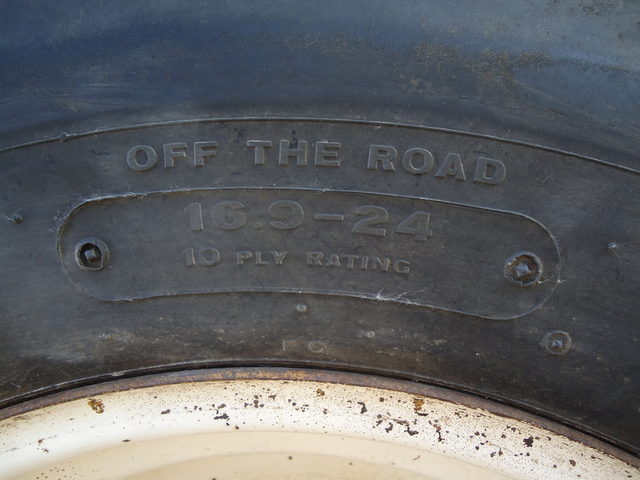 OFF THE ROAD
16.9-24
10 PLY RATING